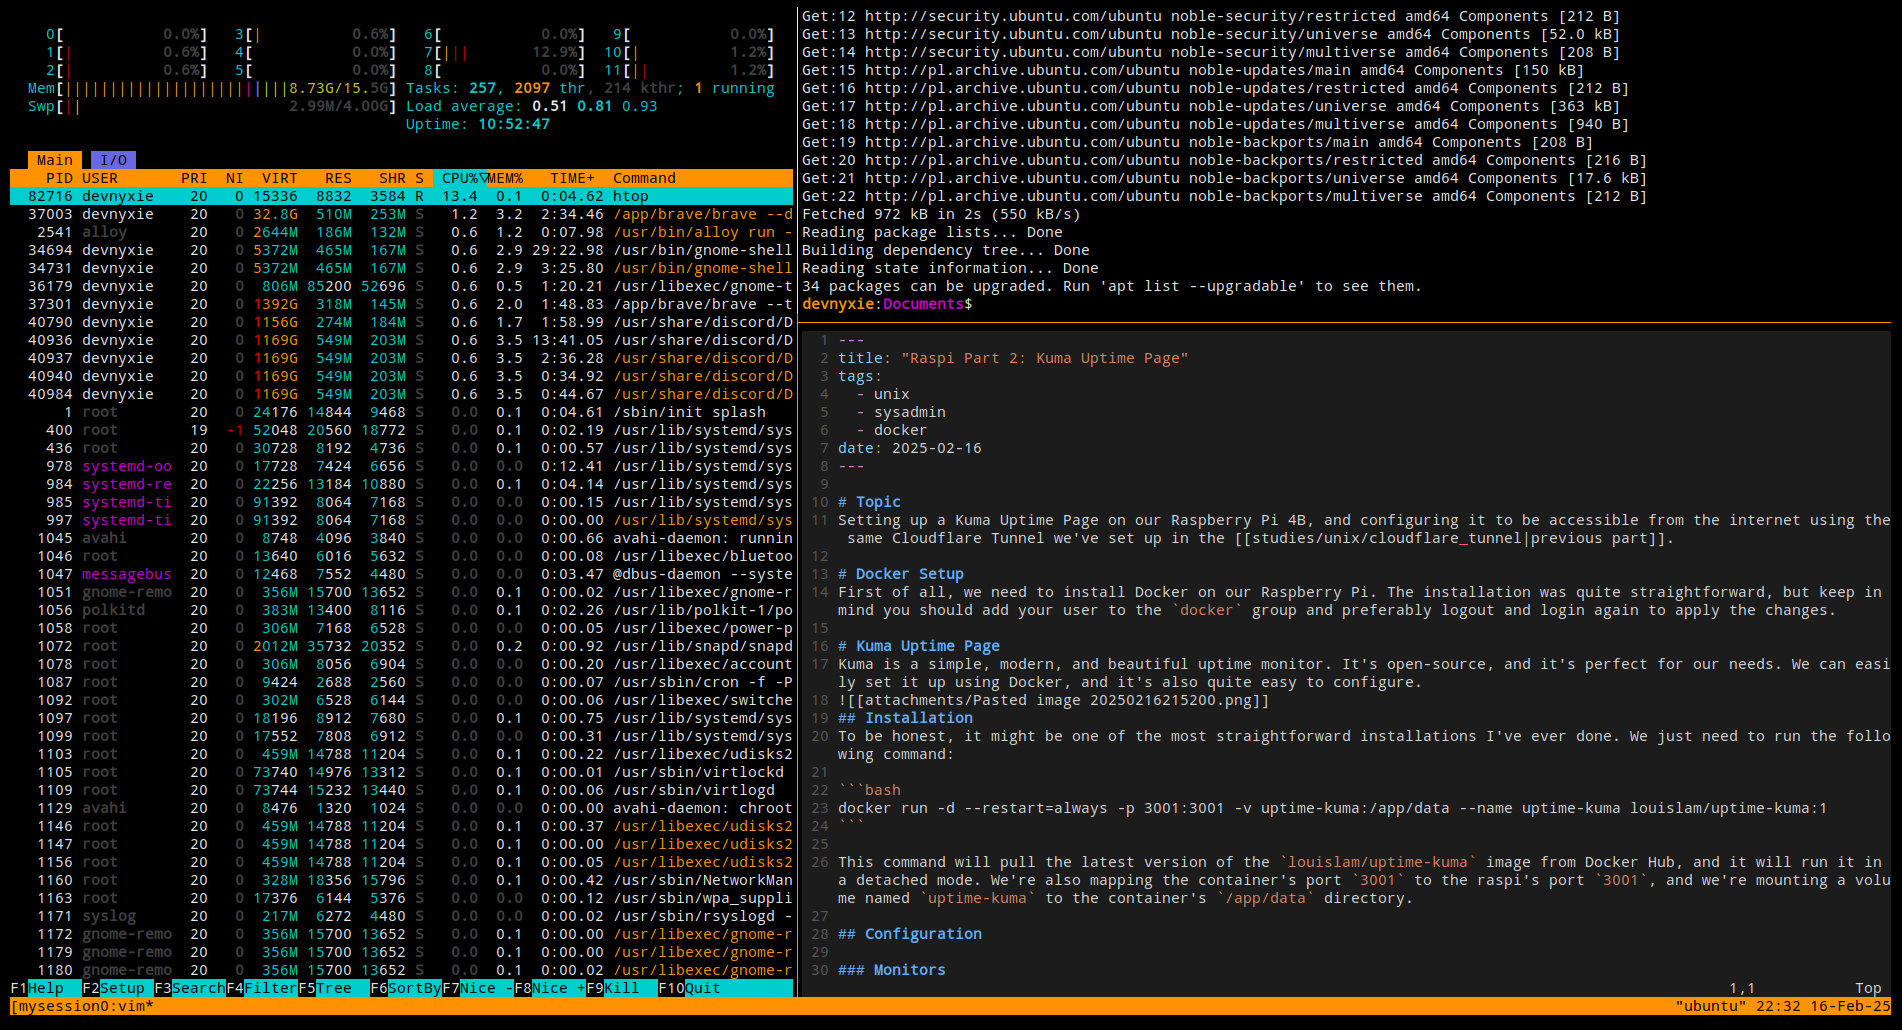 0[ 0.0%] 3[| 0.6%] 6[ 0.0%] 9[ 0.0%]
1[| 0.6%] 4[ 0.0%] 7[||| 12.9%] 10[| 1.2%]
2[| 0.6%] 5[ 0.0%] 8[ 0.0%] 11[|| 1.2%]
Mem[|||||||||||||||||||||||||8.73G/15.5G] Tasks: 257, 2097 thr, 214 kthr; 1 running
Swp[|| 2.99M/4.00G] Load average: 0.51 0.81 0.93
Uptime: 10:52:47
Main I/O
PID USER PRI NI VIRT RES SHR S CPU%▽MEM% TIME+ Command
82716 devnyxie 20 0 15336 8832 3584 R 13.4 0.1 0:04.62 htop
37003 devnyxie 20 0 32.8G 510M 253M S 1.2 3.2 2:34.46 /app/brave/brave --d
2541 alloy 20 0 2644M 186M 132M S 0.6 1.2 0:07.98 /usr/bin/alloy run -
34694 devnyxie 20 0 5372M 465M 167M S 0.6 2.9 29:22.98 /usr/bin/gnome-shell
34731 devnyxie 20 0 5372M 465M 167M S 0.6 2.9 3:25.80 /usr/bin/gnome-shell
36179 devnyxie 20 0 806M 85200 52696 S 0.6 0.5 1:20.21 /usr/libexec/gnome-t
37301 devnyxie 20 0 1392G 318M 145M S 0.6 2.0 1:48.83 /app/brave/brave --t
40790 devnyxie 20 0 1156G 274M 184M S 0.6 1.7 1:58.99 /usr/share/discord/D
40936 devnyxie 20 0 1169G 549M 203M S 0.6 3.5 13:41.05 /usr/share/discord/D
40937 devnyxie 20 0 1169G 549M 203M S 0.6 3.5 2:36.28 /usr/share/discord/D
40940 devnyxie 20 0 1169G 549M 203M S 0.6 3.5 0:34.92 /usr/share/discord/D
40984 devnyxie 20 0 1169G 549M 203M S 0.6 3.5 0:44.67 /usr/share/discord/D
1 root 20 0 24176 14844 9468 S 0.0 0.1 0:04.61 /sbin/init splash
400 root 19 -1 52048 20560 18772 S 0.0 0.1 0:02.19 /usr/lib/systemd/sys
436 root 20 0 30728 8192 4736 S 0.0 0.1 0:00.57 /usr/lib/systemd/sys
978 systemd-oo 20 0 17728 7424 6656 S 0.0 0.0 0:12.41 /usr/lib/systemd/sys
984 systemd-re 20 0 22256 13184 10880 S 0.0 0.1 0:04.14 /usr/lib/systemd/sys
985 systemd-ti 20 0 91392 8064 7168 S 0.0 0.0 0:00.15 /usr/lib/systemd/sys
997 systemd-ti 20 0 91392 8064 7168 S 0.0 0.0 0:00.00 /usr/lib/systemd/sys
1045 avahi 20 0 8748 4096 3840 S 0.0 0.0 0:00.66 avahi-daemon: runnin
1046 root 20 0 13640 6016 5632 S 0.0 0.0 0:00.08 /usr/libexec/bluetoo
1047 messagebus 20 0 12468 7552 4480 S 0.0 0.0 0:03.47 @dbus-daemon --syste
1051 gnome-remo 20 0 356M 15700 13652 S 0.0 0.1 0:00.02 /usr/libexec/gnome-r
1056 polkitd 20 0 383M 13400 8116 S 0.0 0.1 0:02.26 /usr/lib/polkit-1/po
1058 root 20 0 306M 7168 6528 S 0.0 0.0 0:00.05 /usr/libexec/power-p
1072 root 20 0 2012M 35732 20352 S 0.0 0.2 0:00.92 /usr/lib/snapd/snapd
1078 root 20 0 306M 8056 6904 S 0.0 0.0 0:00.20 /usr/libexec/account
1087 root 20 0 9424 2688 2560 S 0.0 0.0 0:00.07 /usr/sbin/cron -f -P
1092 root 20 0 302M 6528 6144 S 0.0 0.0 0:00.06 /usr/libexec/switche
1097 root 20 0 18196 8912 7680 S 0.0 0.1 0:00.75 /usr/lib/systemd/sys
1099 root 20 0 17552 7808 6912 S 0.0 0.0 0:00.31 /usr/lib/systemd/sys
1103 root 20 0 459M 14788 11204 S 0.0 0.1 0:00.22 /usr/libexec/udisks2
1105 root 20 0 73740 14976 13312 S 0.0 0.1 0:00.01 /usr/sbin/virtlockd
1109 root 20 0 73744 15232 13440 S 0.0 0.1 0:00.06 /usr/sbin/virtlogd
1129 avahi 20 0 8476 1320 1024 S 0.0 0.0 0:00.00 avahi-daemon: chroot
1146 root 20 0 459M 14788 11204 S 0.0 0.1 0:00.37 /usr/libexec/udisks2
1147 root 20 0 459M 14788 11204 S 0.0 0.1 0:00.00 /usr/libexec/udisks2
1156 root 20 0 459M 14788 11204 S 0.0 0.1 0:00.05 /usr/libexec/udisks2
1160 root 20 0 328M 18356 15796 S 0.0 0.1 0:00.42 /usr/sbin/NetworkMan
1163 root 20 0 17376 6144 5376 S 0.0 0.0 0:00.12 /usr/sbin/wpa_suppli
1171 syslog 20 0 217M 6272 4480 S 0.0 0.0 0:00.02 /usr/sbin/rsyslogd -
1172 gnome-remo 20 0 356M 15700 13652 S 0.0 0.1 0:00.00 /usr/libexec/gnome-r
1179 gnome-remo 20 0 356M 15700 13652 S 0.0 0.1 0:00.00 /usr/libexec/gnome-r
1180 gnome-remo 20 0 356M 15700 13652 S 0.0 0.1 0:00.02 /usr/libexec/gnome-r
F1Help F2Setup F3SearchF4FilterF5Tree F6SortByF7Nice -F8Nice +F9Kill F10Quit
Get:12 http://security.ubuntu.com/ubuntu noble-security/restricted amd64 Components [212 B]
Get:13 http://security.ubuntu.com/ubuntu noble-security/universe amd64 Components [52.0 kB]
Get:14 http://security.ubuntu.com/ubuntu noble-security/multiverse amd64 Components [208 B]
Get:15 http://pl.archive.ubuntu.com/ubuntu noble-updates/main amd64 Components [150 kB]
Get:16 http://pl.archive.ubuntu.com/ubuntu noble-updates/restricted amd64 Components [212 B]
Get:17 http://pl.archive.ubuntu.com/ubuntu noble-updates/universe amd64 Components [363 kB]
Get:18 http://pl.archive.ubuntu.com/ubuntu noble-updates/multiverse amd64 Components [940 B]
Get:19 http://pl.archive.ubuntu.com/ubuntu noble-backports/main amd64 Components [208 B]
Get:20 http://pl.archive.ubuntu.com/ubuntu noble-backports/restricted amd64 Components [216 B]
Get:21 http://pl.archive.ubuntu.com/ubuntu noble-backports/universe amd64 Components [17.6 kB]
Get:22 http://pl.archive.ubuntu.com/ubuntu noble-backports/multiverse amd64 Components [212 B]
Fetched 972 kB in 2s (550 kB/s)
Reading package lists... Done
Building dependency tree... Done
Reading state information... Done
34 packages can be upgraded. Run 'apt list --upgradable' to see them.
devnyxie:Documents$
1 ---
2 title: "Raspi Part 2: Kuma Uptime Page"
3 tags:
4   - unix
5   - sysadmin
6   - docker
7 date: 2025-02-16
8 ---
9
10 # Topic
11 Setting up a Kuma Uptime Page on our Raspberry Pi 4B, and configuring it to be accessible from the internet using the
same Cloudflare Tunnel we've set up in the [[studies/unix/cloudflare_tunnel|previous part]].
12
13 # Docker Setup
14 First of all, we need to install Docker on our Raspberry Pi. The installation was quite straightforward, but keep in
mind you should add your user to the `docker` group and preferably logout and login again to apply the changes.
15
16 # Kuma Uptime Page
17 Kuma is a simple, modern, and beautiful uptime monitor. It's open-source, and it's perfect for our needs. We can easi
ly set it up using Docker, and it's also quite easy to configure.
18 ![[attachments/Pasted image 20250216215200.png]]
19 ## Installation
20 To be honest, it might be one of the most straightforward installations I've ever done. We just need to run the follo
wing command:
21
22 ```bash
23 docker run -d --restart=always -p 3001:3001 -v uptime-kuma:/app/data --name uptime-kuma louislam/uptime-kuma:1
24 ```
25
26 This command will pull the latest version of the `louislam/uptime-kuma` image from Docker Hub, and it will run it in
a detached mode. We're also mapping the container's port `3001` to the raspi's port `3001`, and we're mounting a volu
me named `uptime-kuma` to the container's `/app/data` directory.
27
28 ## Configuration
29
30 ### Monitors
1,1 Top
[mysession0:vim* "ubuntu" 22:32 16-Feb-25